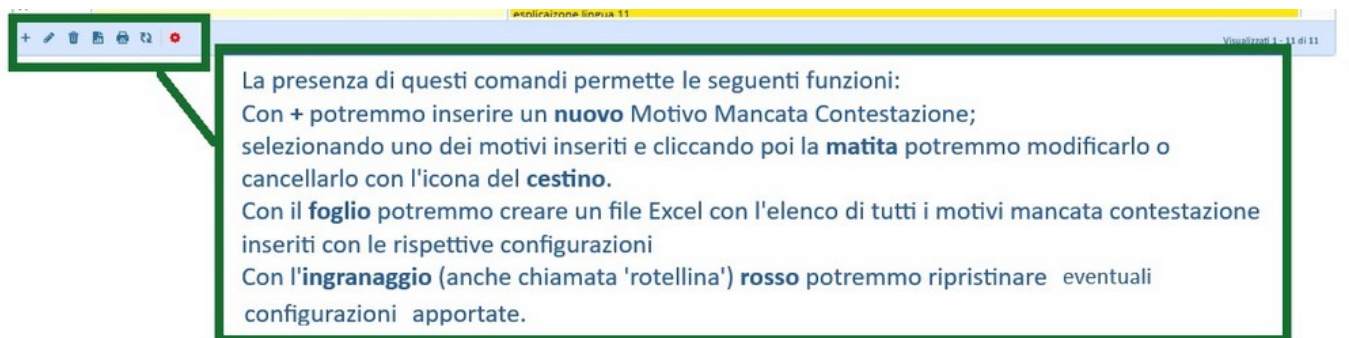 esplicaizone lingua 11
Visualizzati 1 - 11 di 11
La presenza di questi comandi permette le seguenti funzioni:
Con + potremmo inserire un nuovo Motivo Mancata Contestazione;
selezionando uno dei motivi inseriti e cliccando poi la matita potremmo modificarlo o
cancellarlo con l'icona del cestino.
Con il foglio potremmo creare un file Excel con l'elenco di tutti i motivi mancata contestazione
inseriti con le rispettive configurazioni
Con l'ingranaggio (anche chiamata 'rotellina') rosso potremmo ripristinare eventuali
configurazioni apportate.